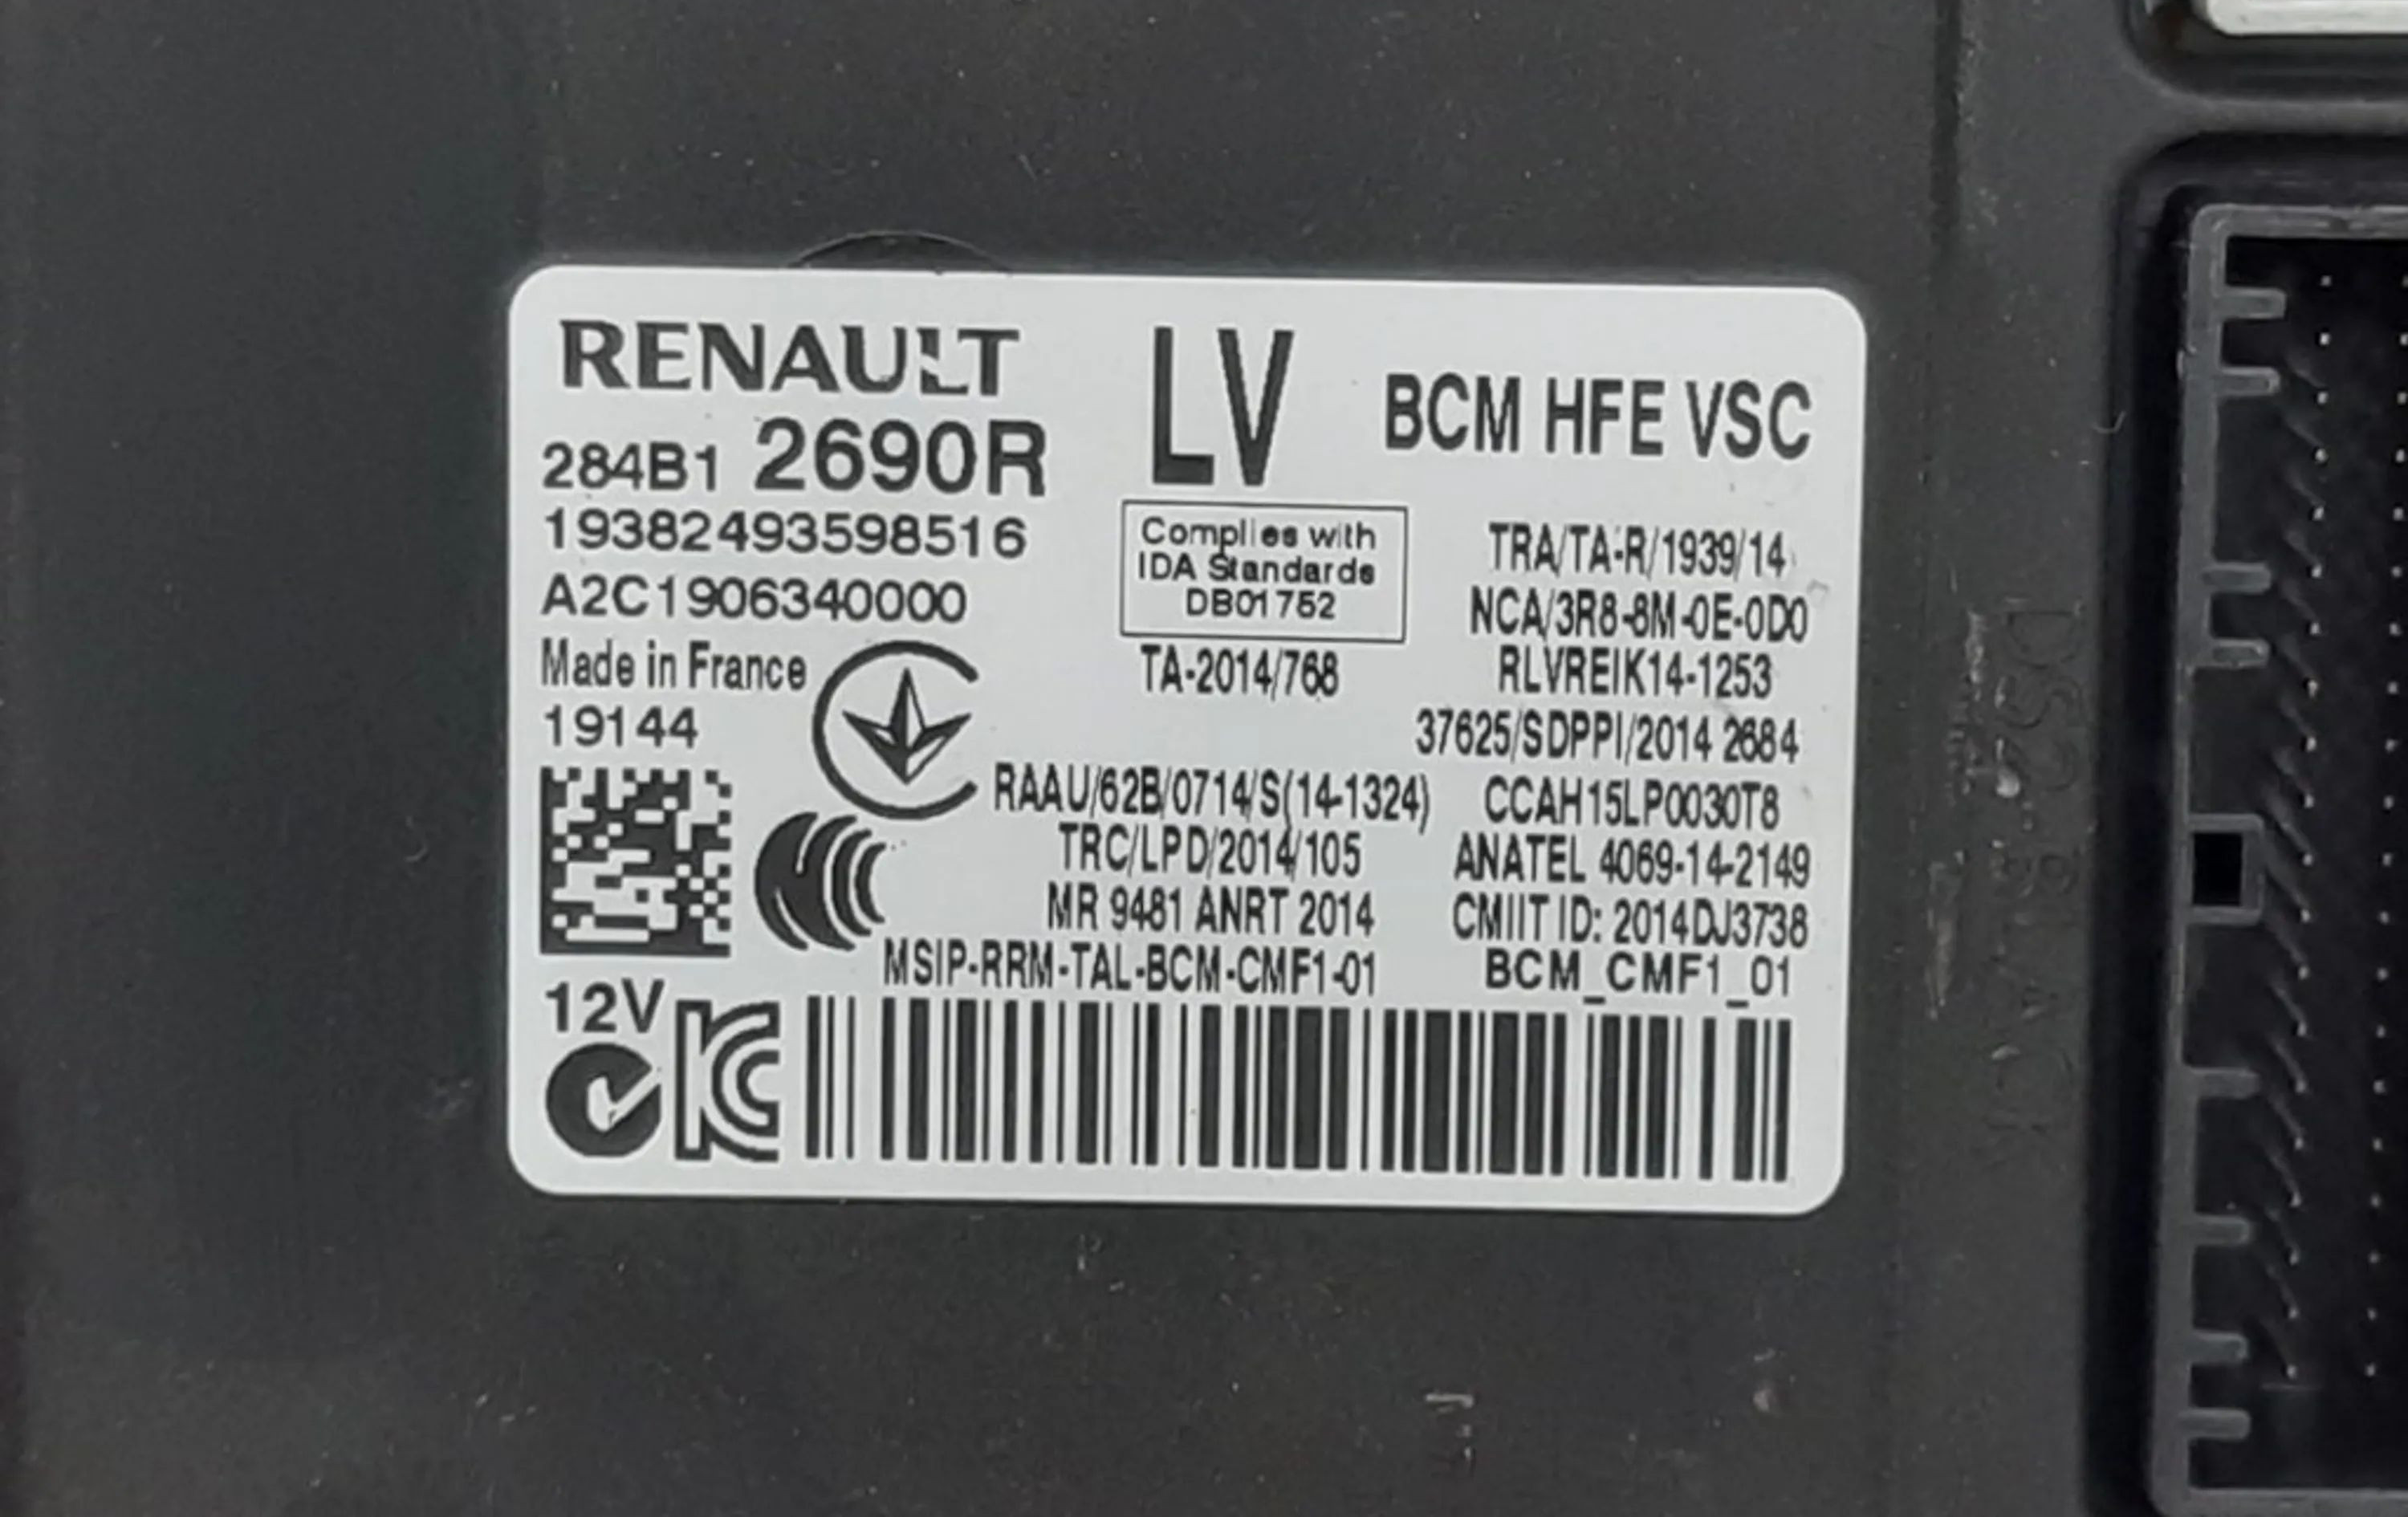 RENAULT
LV
BCM HFE VSC
284B1 2690R
19382493598516
A2C1906340000
Made in France
19144
Complies with
IDA Standards
DB01752
TA-2014/768
TRA/TA-R/1939/14
NCA/3R8-8M-0E-0D0
RLVREIK14-1253
37625/SDPPI/2014 2684
RAAU/62B/0714/S(14-1324)
CCAH15LP0030T8
TRC/LPD/2014/105
ANATEL 4069-14-2149
MR 9481 ANRT 2014
CMIIT ID: 2014DJ3738
MSIP-RRM-TAL-BCM-CMF1-01
BCM_CMF1_01
12V